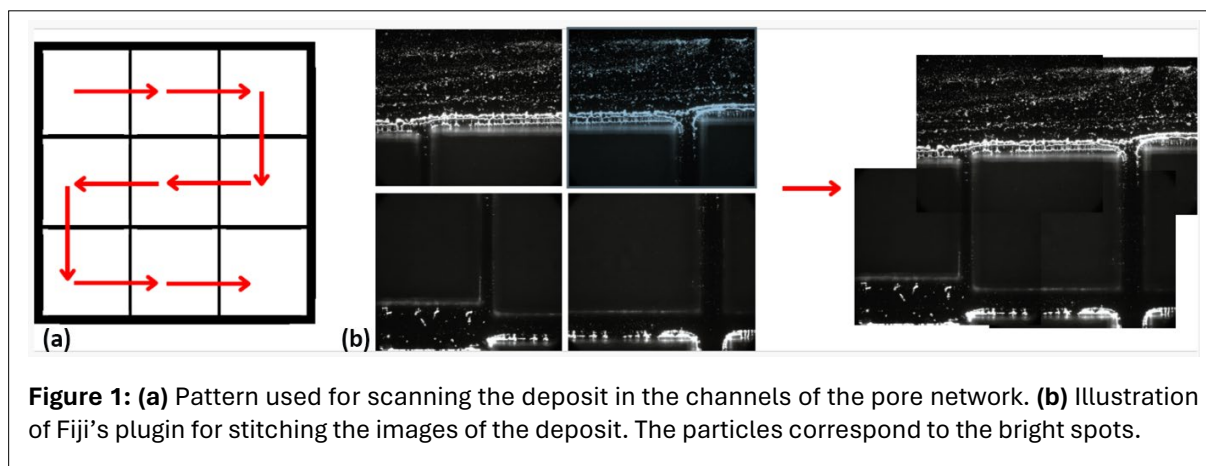 (a)
(b)
Figure 1: (a) Pattern used for scanning the deposit in the channels of the pore network. (b) Illustration
of Fiji’s plugin for stitching the images of the deposit. The particles correspond to the bright spots.